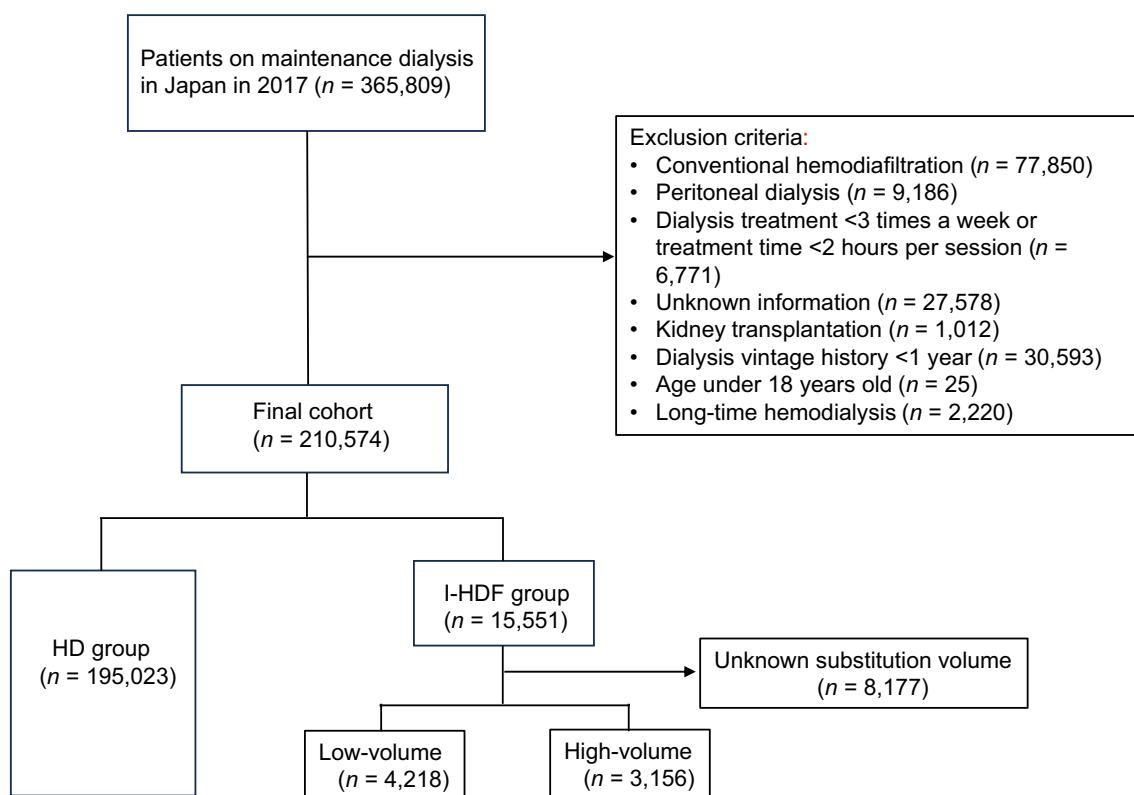 Patients on maintenance dialysis
in Japan in 2017 (n = 365,809)
Exclusion criteria:
• Conventional hemodiafiltration (n = 77,850)
• Peritoneal dialysis (n = 9,186)
• Dialysis treatment <3 times a week or
treatment time <2 hours per session (n =
6,771)
• Unknown information (n = 27,578)
• Kidney transplantation (n = 1,012)
• Dialysis vintage history <1 year (n = 30,593)
• Age under 18 years old (n = 25)
• Long-time hemodialysis (n = 2,220)
Final cohort
(n = 210,574)
HD group
(n = 195,023)
I-HDF group
(n = 15,551)
Unknown substitution volume
(n = 8,177)
Low-volume
(n = 4,218)
High-volume
(n = 3,156)